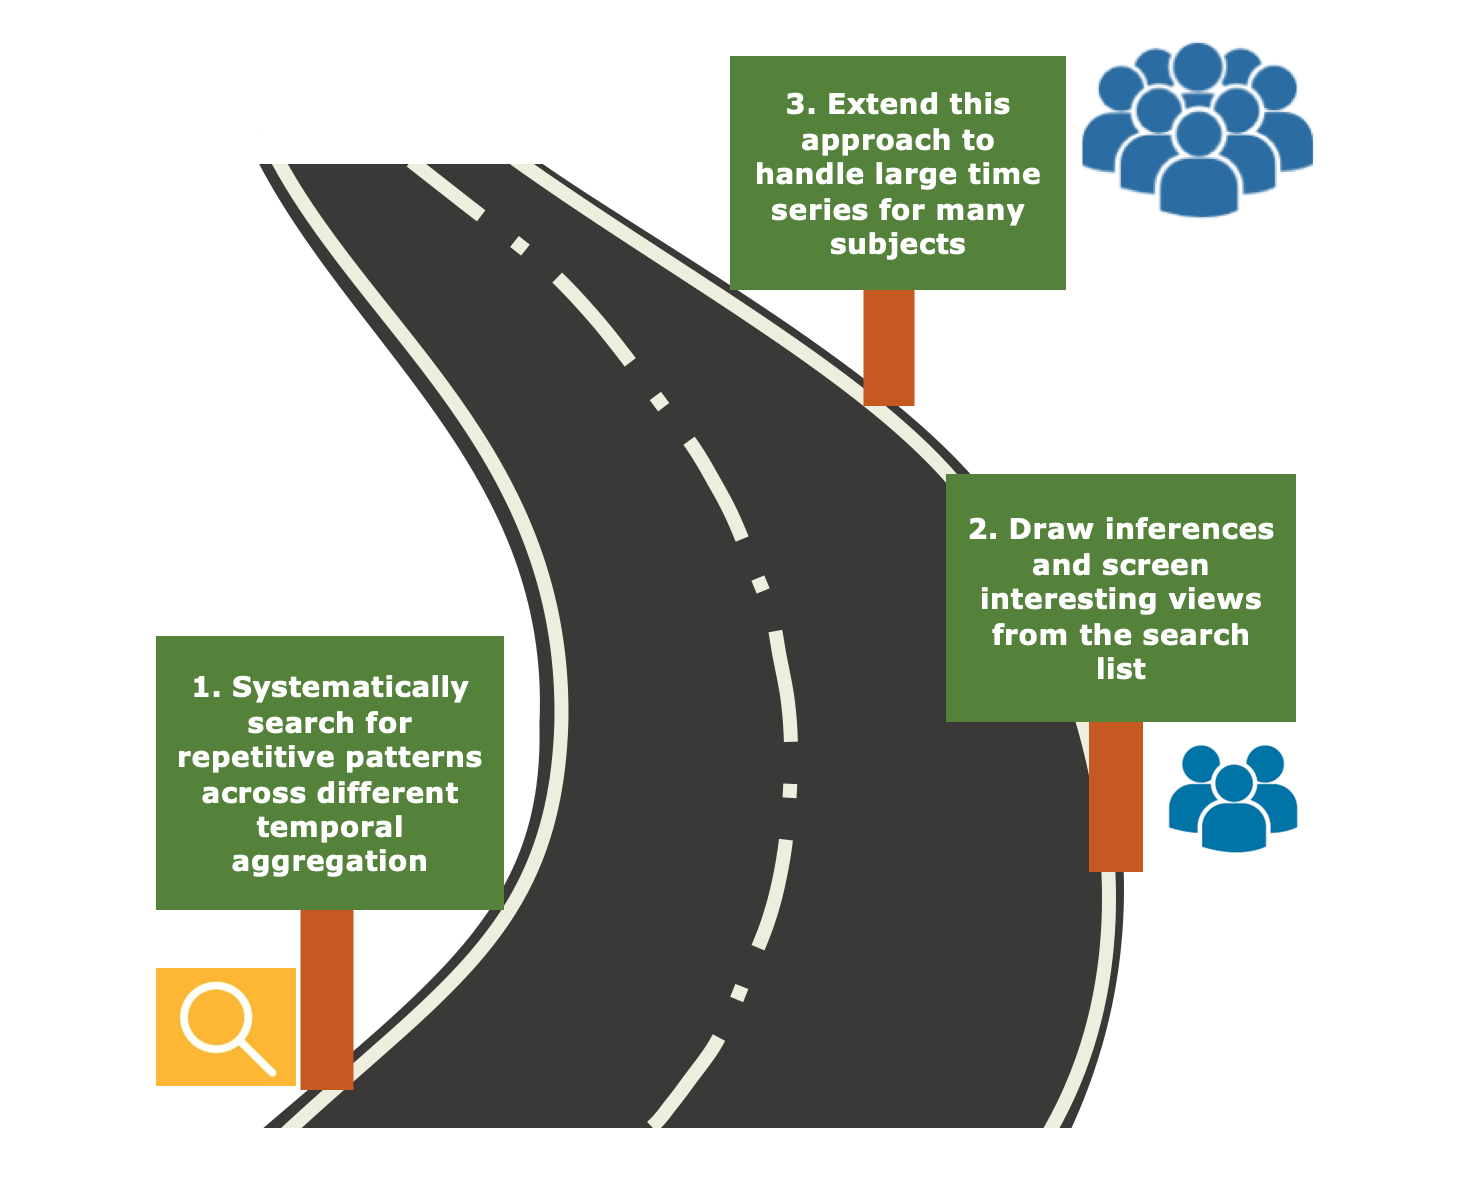 3. Extend this
approach to
handle large time
series for many
subjects
2. Draw inferences
and screen
interesting views
from the search
list
1. Systematically
search for
repetitive patterns
across different
temporal
aggregation